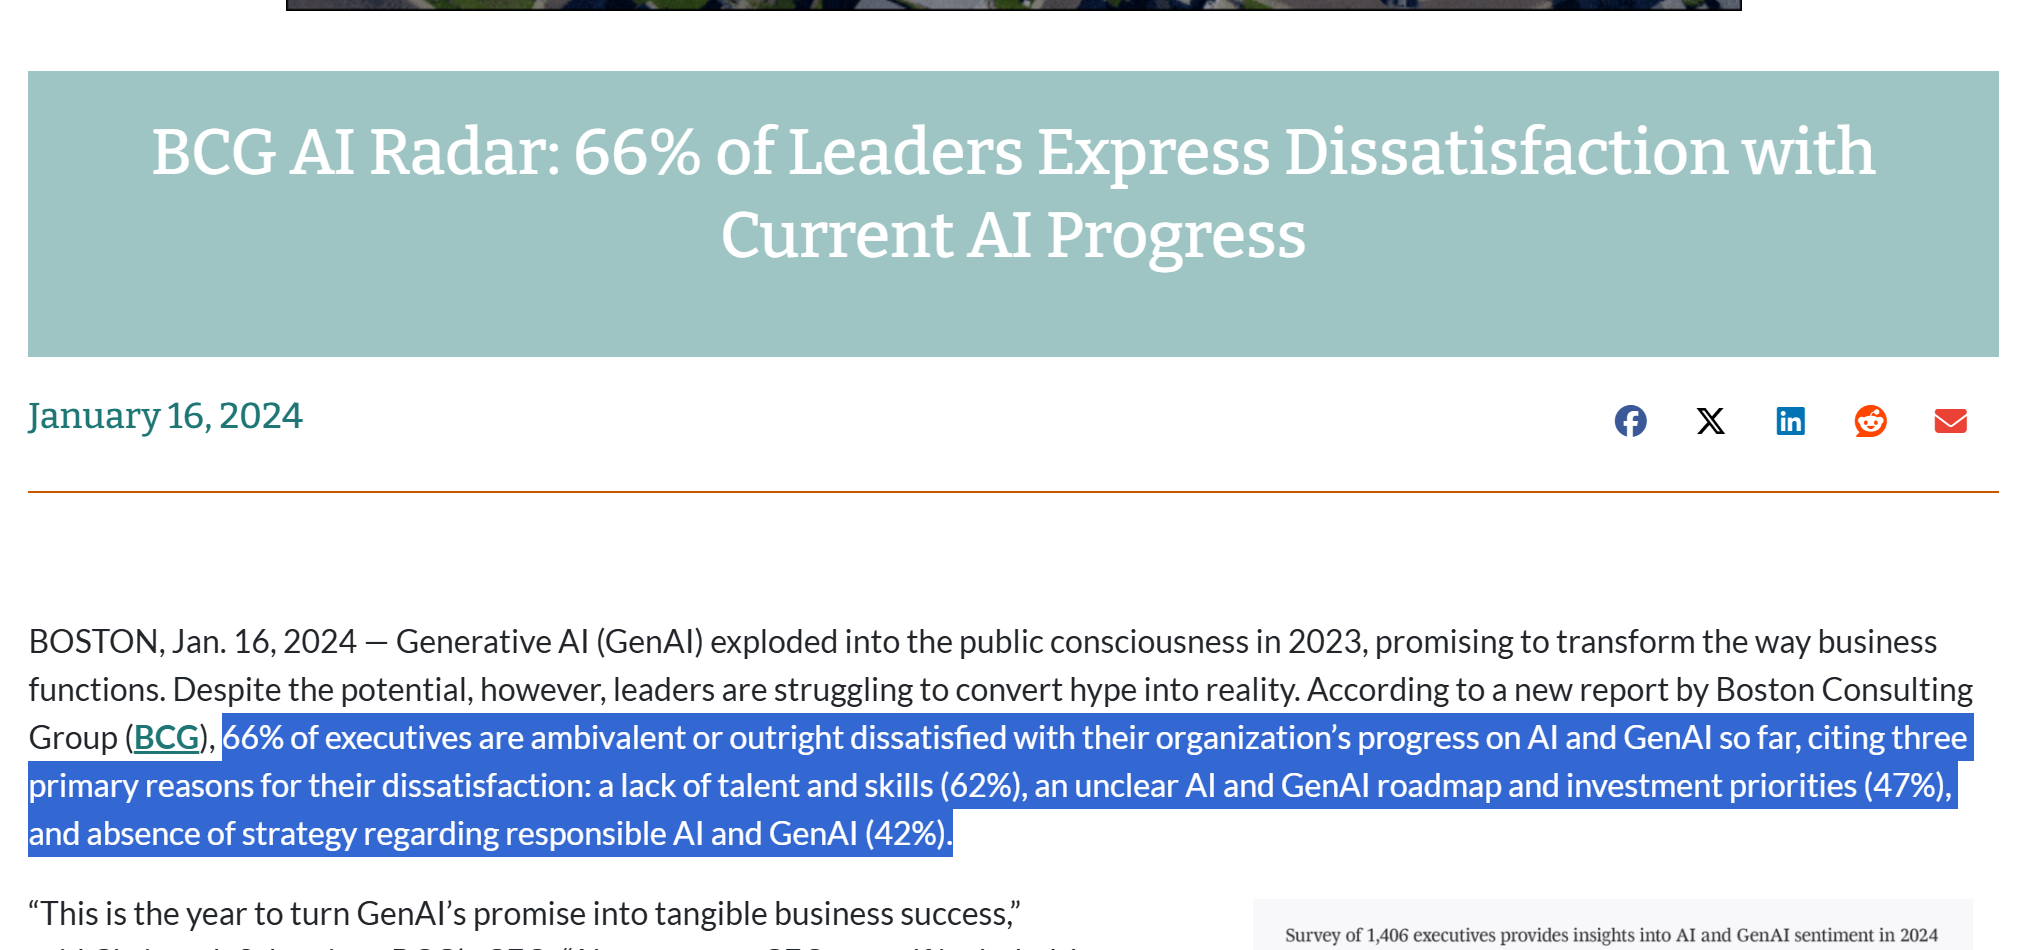 BCG AI Radar: 66% of Leaders Express Dissatisfaction with
Current AI Progress
January 16, 2024
BOSTON, Jan. 16, 2024 — Generative AI (GenAI) exploded into the public consciousness in 2023, promising to transform the way business
functions. Despite the potential, however, leaders are struggling to convert hype into reality. According to a new report by Boston Consulting
Group (BCG), 66% of executives are ambivalent or outright dissatisfied with their organization’s progress on AI and GenAI so far, citing three
primary reasons for their dissatisfaction: a lack of talent and skills (62%), an unclear AI and GenAI roadmap and investment priorities (47%),
and absence of strategy regarding responsible AI and GenAI (42%).
“This is the year to turn GenAI’s promise into tangible business success,”
Survey of 1,406 executives provides insights into AI and GenAI sentiment in 2024